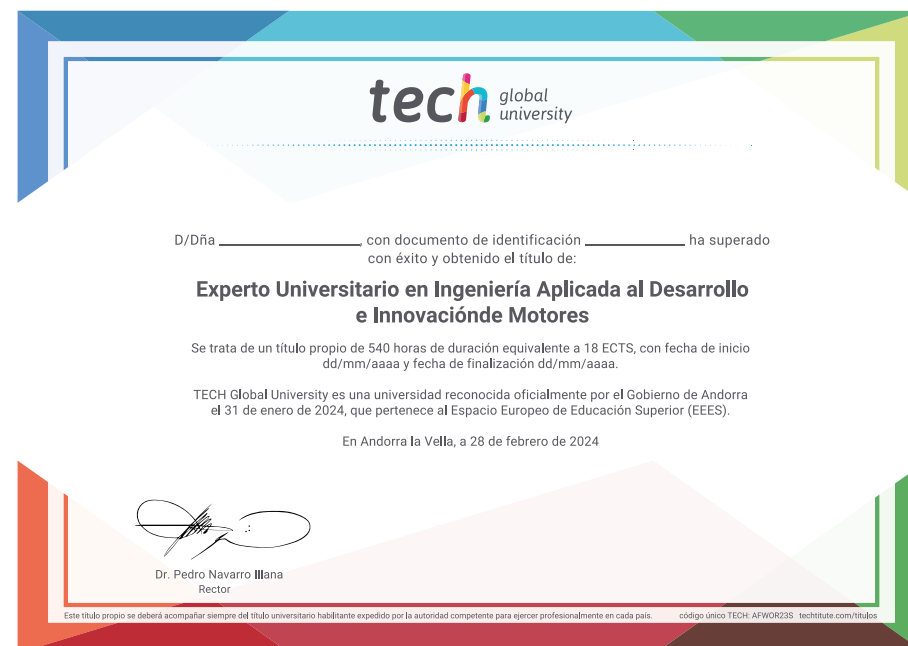 tech global university
D/Dña ____________________, con documento de identificación ______________ ha superado
con éxito y obtenido el título de:
Experto Universitario en Ingeniería Aplicada al Desarrollo
e Innovaciónde Motores
Se trata de un título propio de 540 horas de duración equivalente a 18 ECTS, con fecha de inicio
dd/mm/aaaa y fecha de finalización dd/mm/aaaa.
TECH Global University es una universidad reconocida oficialmente por el Gobierno de Andorra
el 31 de enero de 2024, que pertenece al Espacio Europeo de Educación Superior (EEES).
En Andorra la Vella, a 28 de febrero de 2024
Dr. Pedro Navarro Illana
Rector
Este título propio se deberá acompañar siempre del título universitario habilitante expedido por la autoridad competente para ejercer profesionalmente en cada país. código único TECH: AFWOR23S techtitute.com/titulos